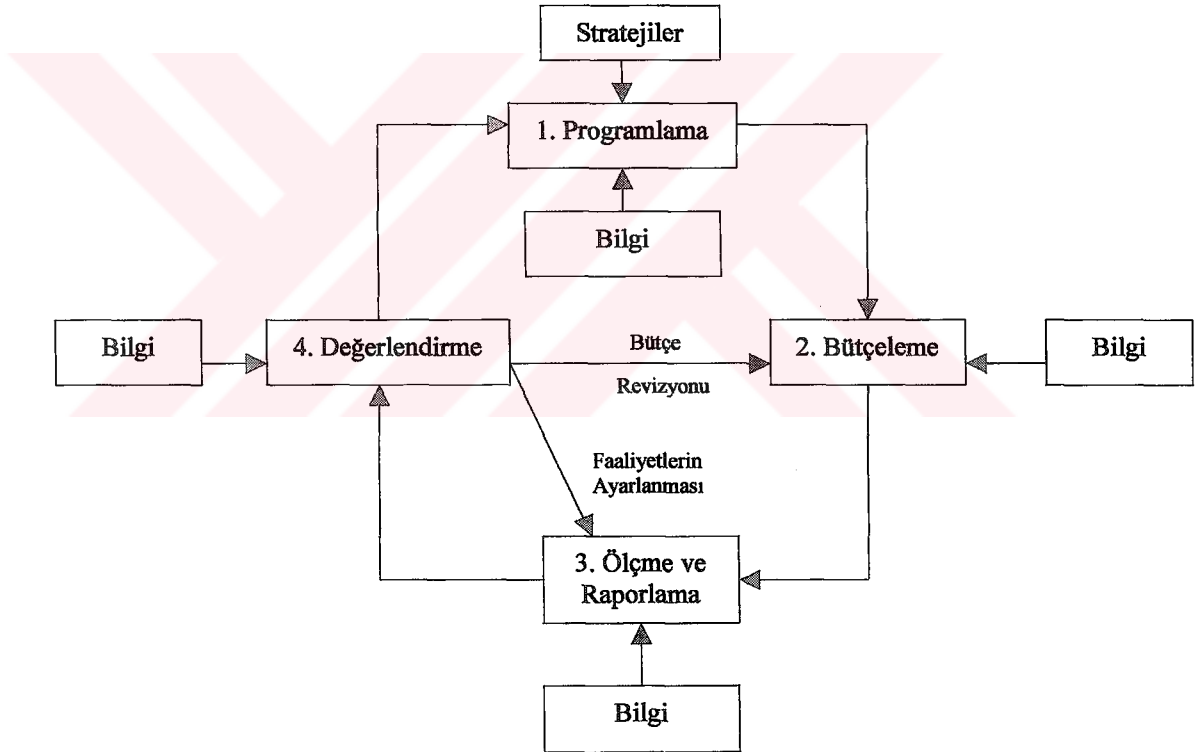 Stratejiler
1. Programlama
Bilgi
Bilgi
4. Değerlendirme
Bütçe
Revizyonu
2. Bütçeleme
Bilgi
Faaliyetlerin
Ayarlanması
3. Ölçme ve
Raporlama
Bilgi